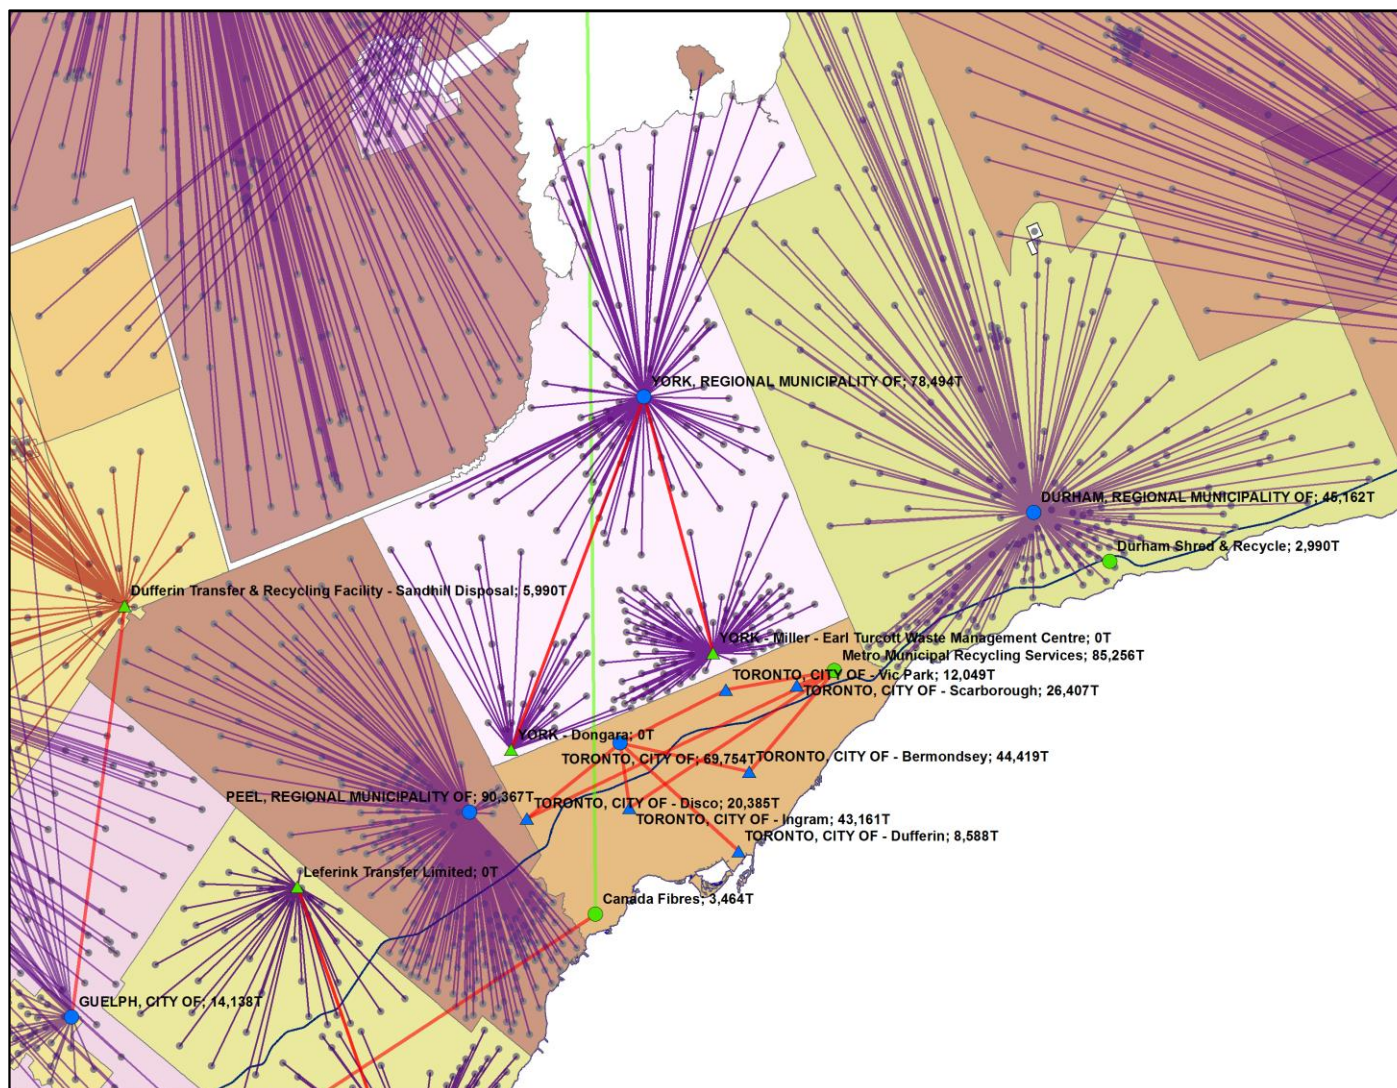 YORK, REGIONAL MUNICIPALITY OF; 78,494T
DURHAM, REGIONAL MUNICIPALITY OF; 45,162T
Durham Shred & Recycle; 2,990T
Dufferin Transfer & Recycling Facility - Sandhill Disposal; 5,990T
YORK - Miller - Earl Turcott Waste Management Centre; 0T
Metro Municipal Recycling Services; 85,256T
TORONTO, CITY OF - Vic Park; 12,049T
TORONTO, CITY OF - Scarborough; 26,407T
YORK - Dongara; 0T
TORONTO, CITY OF; 69,754T
TORONTO, CITY OF - Bermondsey; 44,419T
PEEL, REGIONAL MUNICIPALITY OF; 90,367T
TORONTO, CITY OF - Disco; 20,385T
TORONTO, CITY OF - Ingram; 43,161T
TORONTO, CITY OF - Dufferin; 8,588T
Leferink Transfer Limited; 0T
Canada Fibres; 3,464T
GUELPH, CITY OF; 14,138T